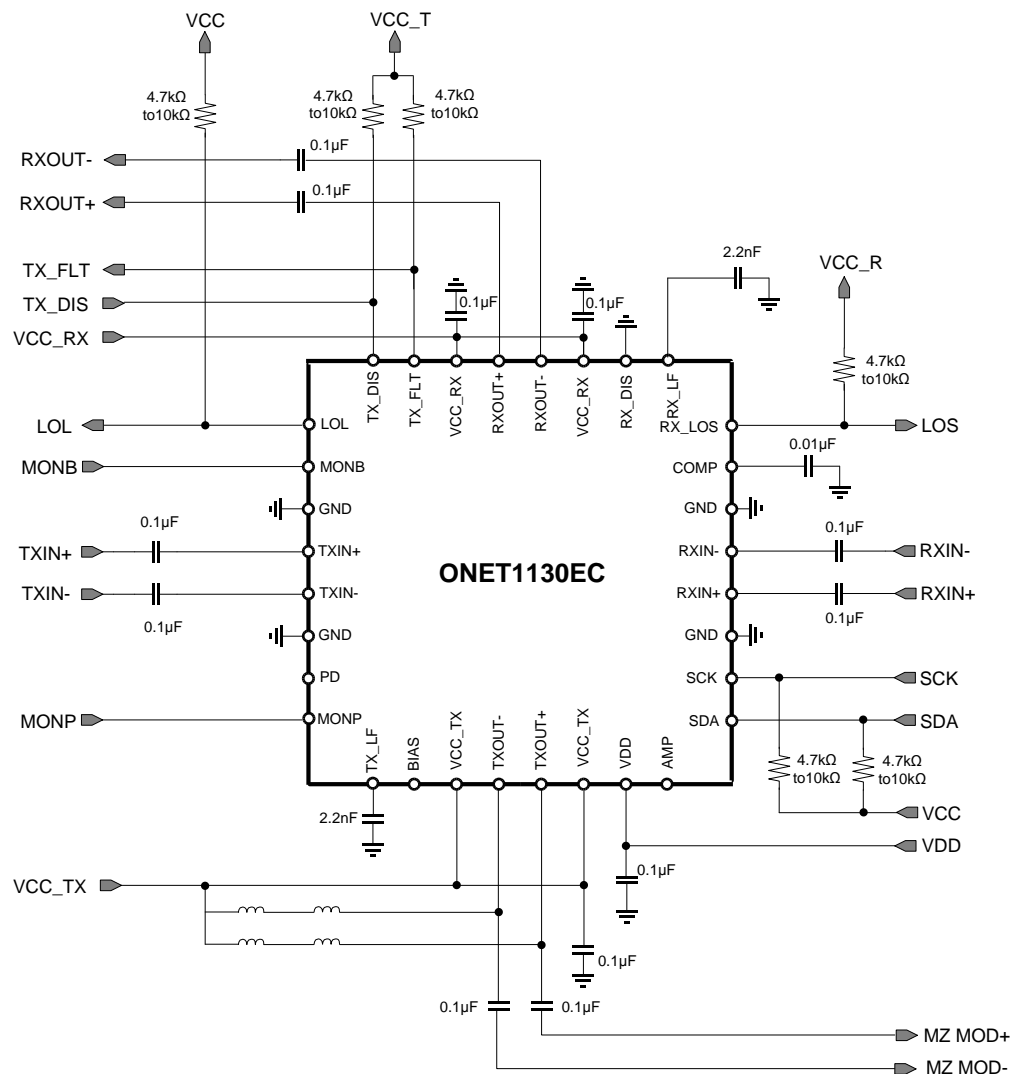 VCC
VCC_T
4.7kΩ
to10kΩ
4.7kΩ
to10kΩ
4.7kΩ
to10kΩ
RXOUT-
0.1µF
RXOUT+
0.1µF
TX_FLT
TX_DIS
VCC_RX
0.1µF
0.1µF
2.2nF
VCC_R
4.7kΩ
to10kΩ
TX_DIS
TX_FLT
VCC_RX
RXOUT+
RXOUT-
VCC_RX
RX_DIS
RX_LF
LOL
LOL
RX_LOS
LOS
MONB
MONB
COMP
0.01µF
GND
GND
0.1µF
TXIN+
TXIN+
RXIN-
0.1µF
RXIN-
ONET1130EC
TXIN-
0.1µF
TXIN-
RXIN+
0.1µF
RXIN+
GND
GND
PD
SCK
SCK
MONP
MONP
SDA
SDA
TX_LF
BIAS
VCC_TX
TXOUT-
TXOUT+
VCC_TX
VDD
AMP
4.7kΩ
to10kΩ
4.7kΩ
to10kΩ
VCC
2.2nF
VDD
0.1µF
VCC_TX
0.1µF
0.1µF
0.1µF
MZ MOD+
MZ MOD-